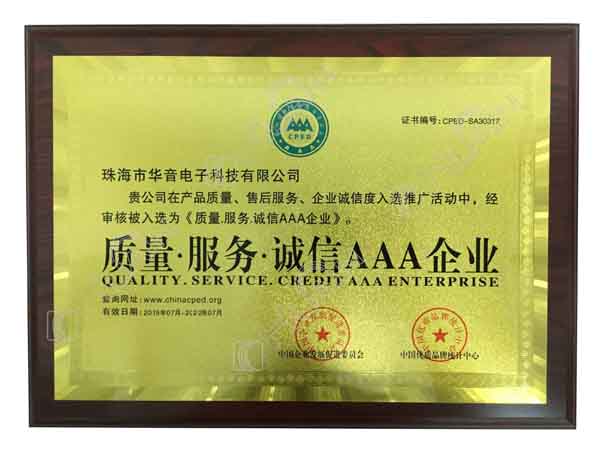 AAA
CPED
证书编号：CPED-SA30317
珠海市华音电子科技有限公司
贵公司在产品质量、售后服务、企业诚信度入选推广活动中，经
审核被入选为《质量.服务.诚信AAA企业》。
质量·服务·诚信AAA企业
QUALITY. SERVICE. CREDIT AAA ENTERPRISE
查询网址：www.chinacped.org
有效日期：2019年07月-2022年07月
中国企业发展促进委员会
中国优质品牌统计中心